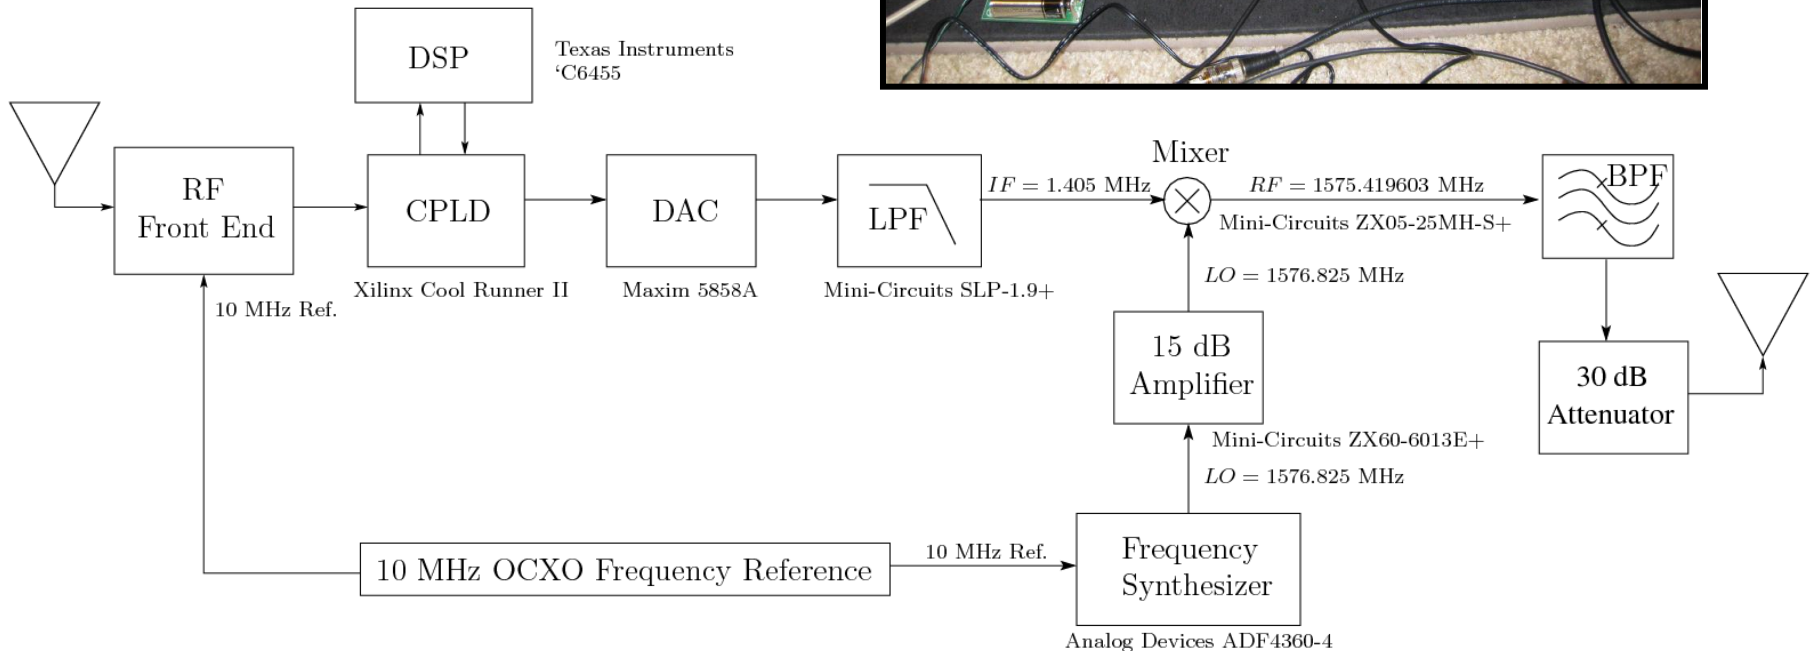 DSP
Texas Instruments
‘C6455
RF
Front End
CPLD
DAC
LPF
IF = 1.405 MHz
Mixer
RF = 1575.419603 MHz
BPF
Mini-Circuits ZX05-25MH-S+
Xilinx Cool Runner II
Maxim 5858A
Mini-Circuits SLP-1.9+
LO = 1576.825 MHz
10 MHz Ref.
15 dB
Amplifier
30 dB
Attenuator
Mini-Circuits ZX60-6013E+
LO = 1576.825 MHz
10 MHz OCXO Frequency Reference
10 MHz Ref.
Frequency
Synthesizer
Analog Devices ADF4360-4